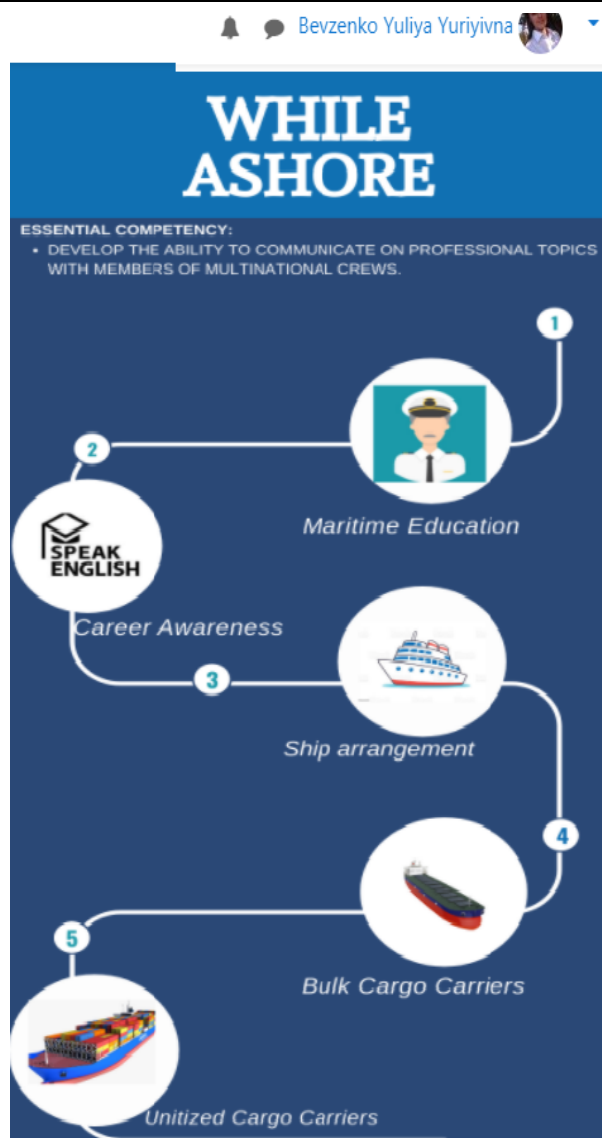 Bevzenko Yuliya Yuriyivna
WHILE
ASHORE
ESSENTIAL COMPETENCY:
• DEVELOP THE ABILITY TO COMMUNICATE ON PROFESSIONAL TOPICS
WITH MEMBERS OF MULTINATIONAL CREWS.
1
Maritime Education
2
SPEAK
ENGLISH
Career Awareness
3
Ship arrangement
4
Bulk Cargo Carriers
5
Unitized Cargo Carriers